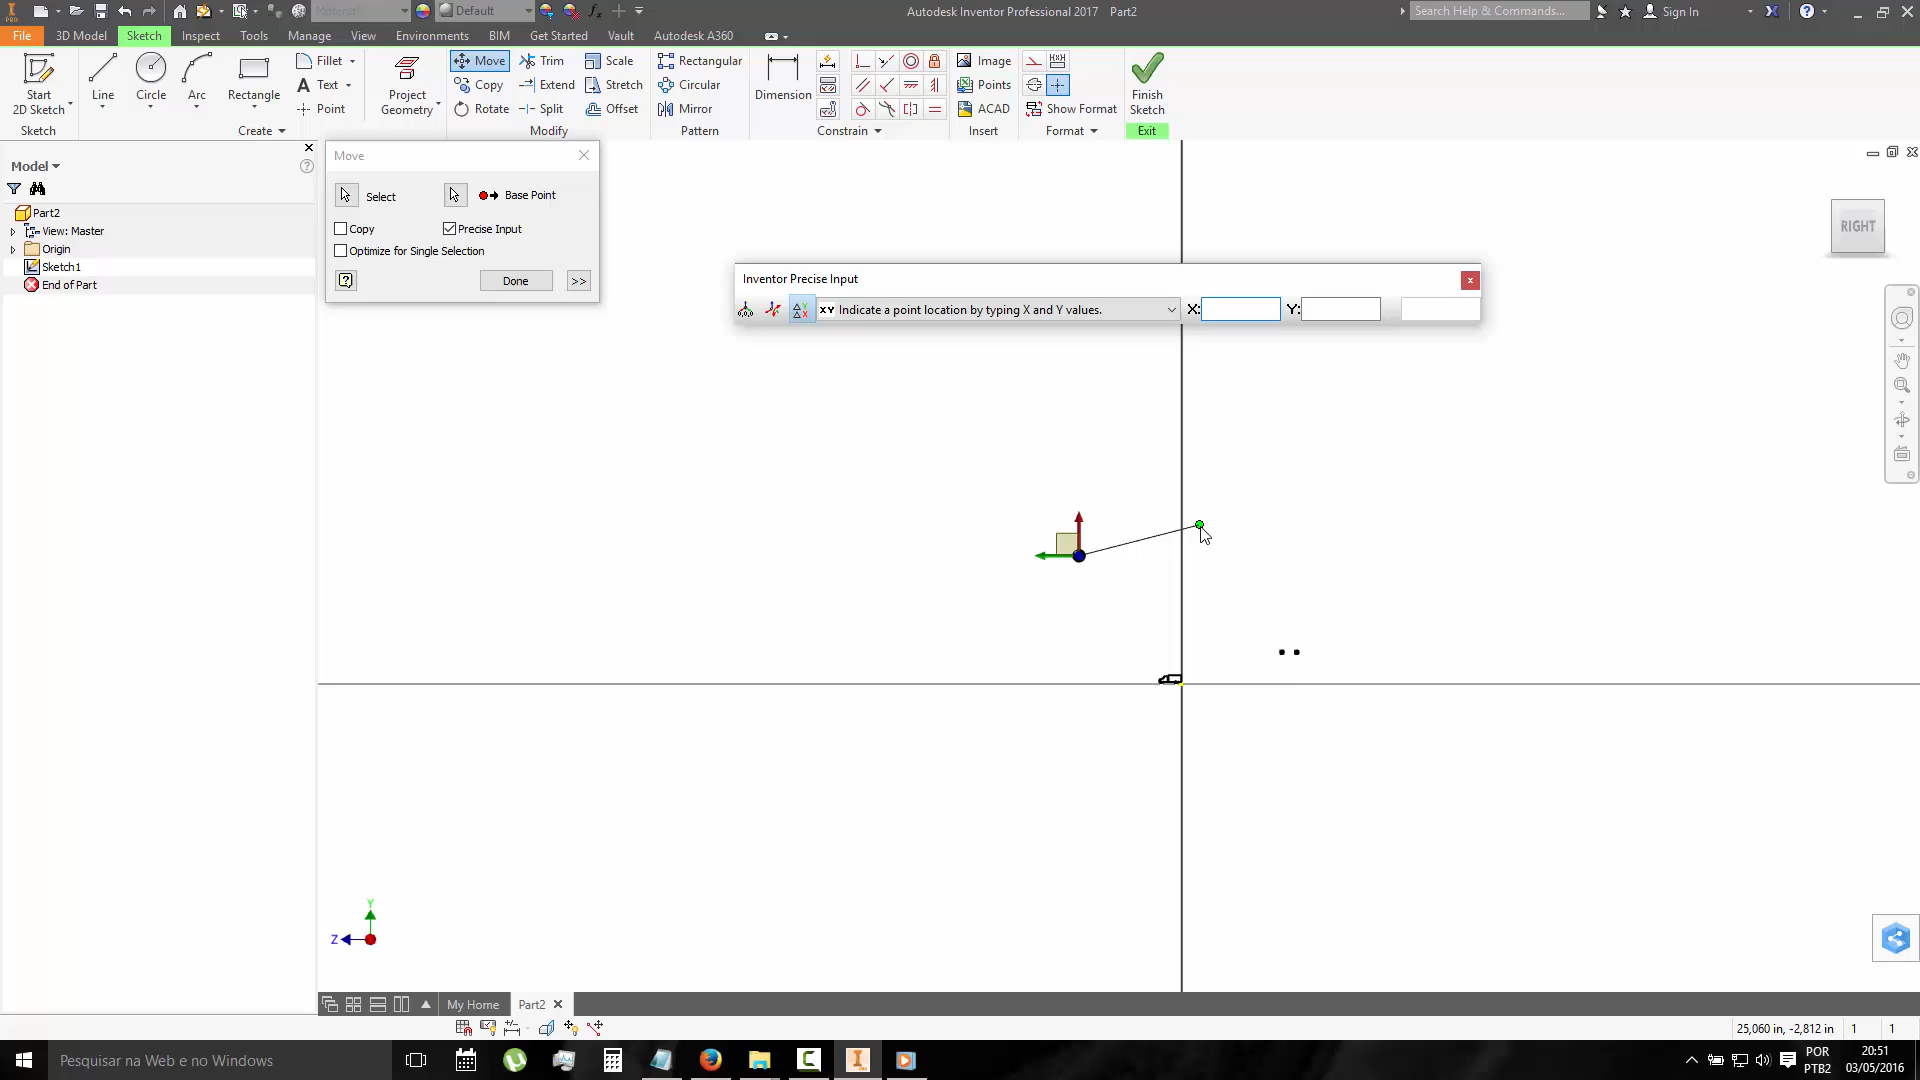 Material
Default
Autodesk Inventor Professional 2017 Part2
Search Help & Commands...
Sign In
PRO
File
3D Model
Sketch
Inspect
Tools
Manage
View
Environments
BIM
Get Started
Vault
Autodesk A360
Start
2D Sketch
Line
Circle
Arc
Rectangle
Fillet
Text
Point
Project
Geometry
Move
Copy
Rotate
Trim
Extend
Split
Scale
Stretch
Offset
Rectangular
Circular
Mirror
Dimension
Image
Points
ACAD
Show Format
Finish
Sketch
Sketch
Create
Modify
Pattern
Constrain
Insert
Format
Exit
Model
Part2
View: Master
Origin
Sketch1
End of Part
Move
Select
Base Point
Copy
Precise Input
Optimize for Single Selection
Done
>>
Inventor Precise Input
XY Indicate a point location by typing X and Y values.
X:
Y:
RIGHT
Y
Z
My Home
Part2
25,060 in, -2,812 in 1 1
Pesquisar na Web e no Windows
POR
PTB2
20:51
03/05/2016